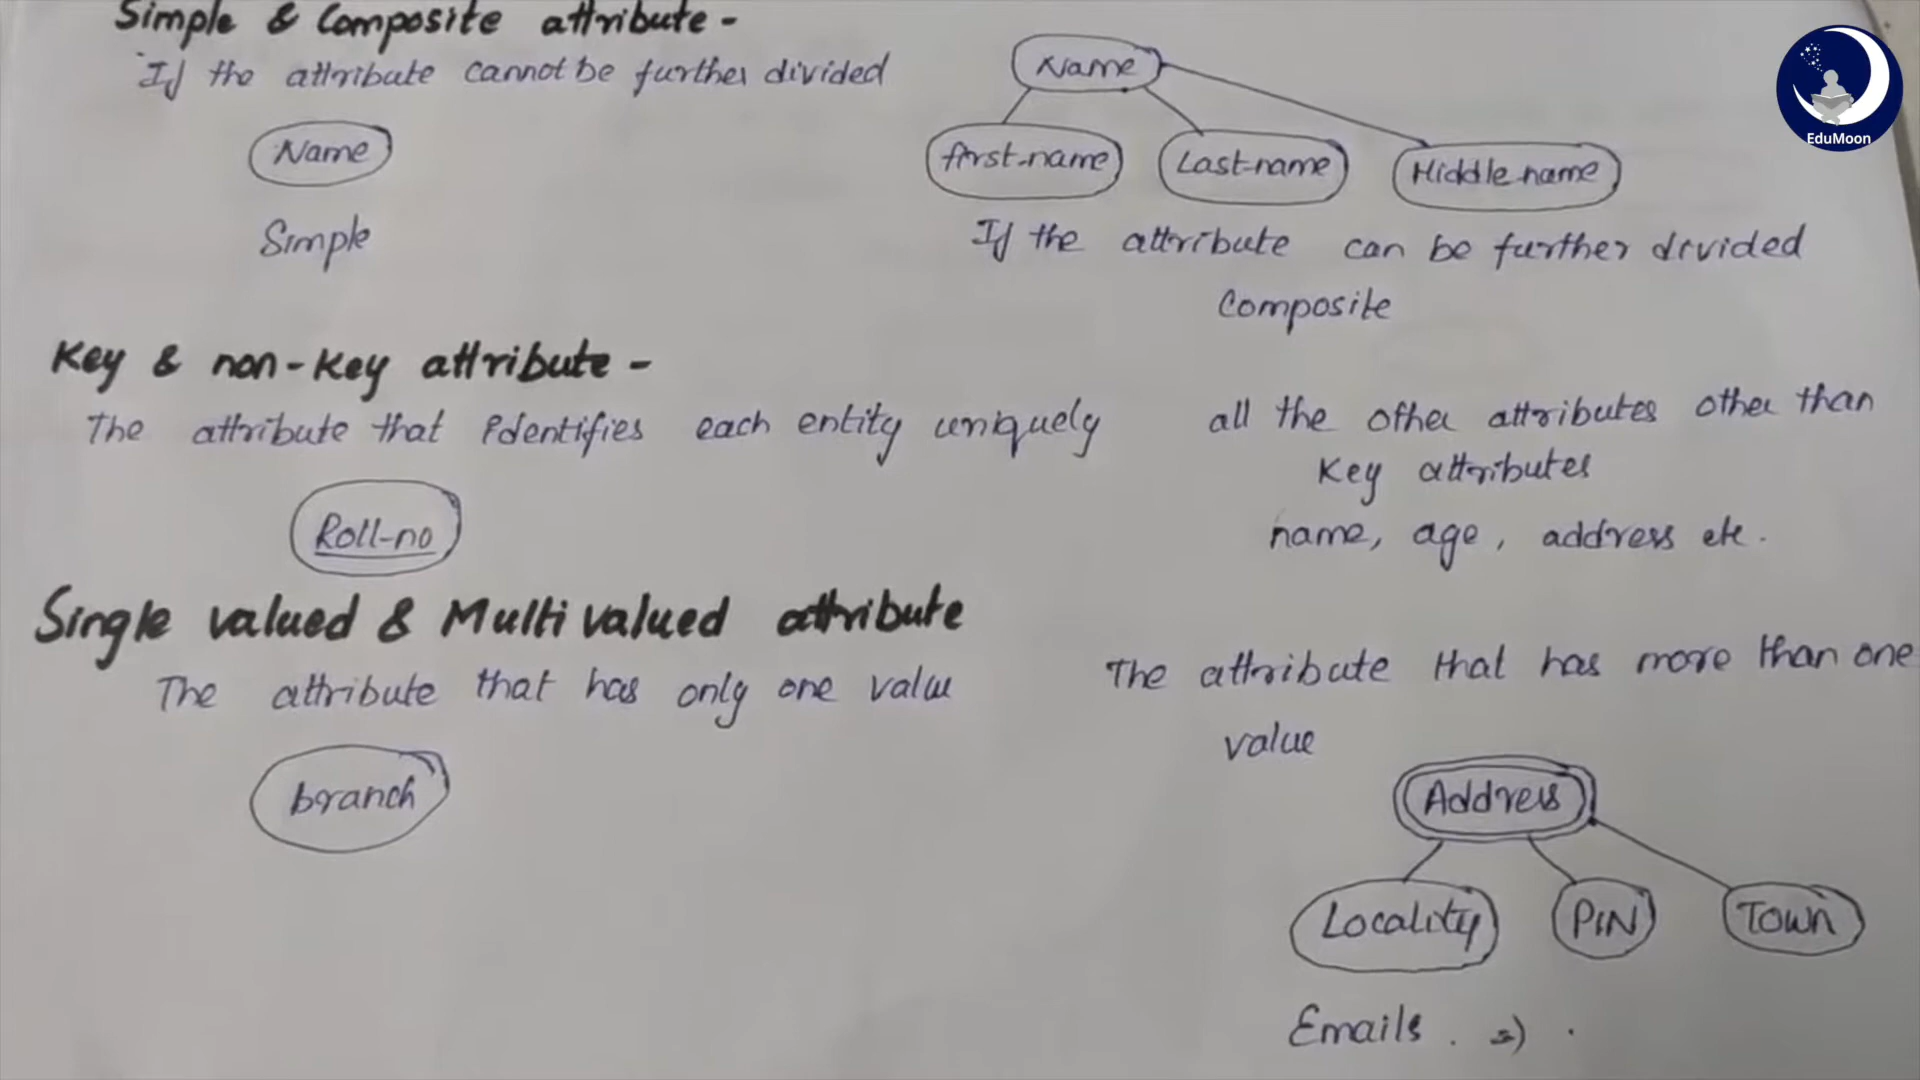 Simple & Composite attribute -
If the attribute cannot be further divided
Name
Simple
Name
first-name Last-name Middle name
If the attribute can be further divided
Composite
Key & non-key attribute -
The attribute that identifies each entity uniquely
Roll-no
all the other attributes other than
Key attributes
name, age, address etc.
Single valued & Multi valued attribute
The attribute that has only one value
branch
The attribute that has more than one
value
Address
Locality PIN Town
Emails.
EduMoon